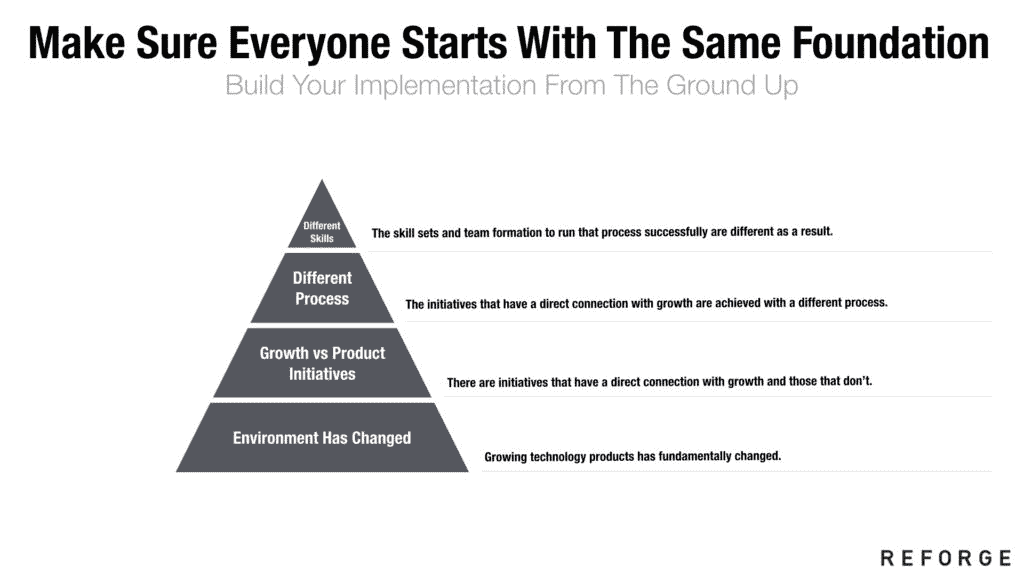 Make Sure Everyone Starts With The Same Foundation
Build Your Implementation From The Ground Up
Different
Skills
The skill sets and team formation to run that process successfully are different as a result.
Different
Process
The initiatives that have a direct connection with growth are achieved with a different process.
Growth vs Product
Initiatives
There are initiatives that have a direct connection with growth and those that don't.
Environment Has Changed
Growing technology products has fundamentally changed.
REFORGE